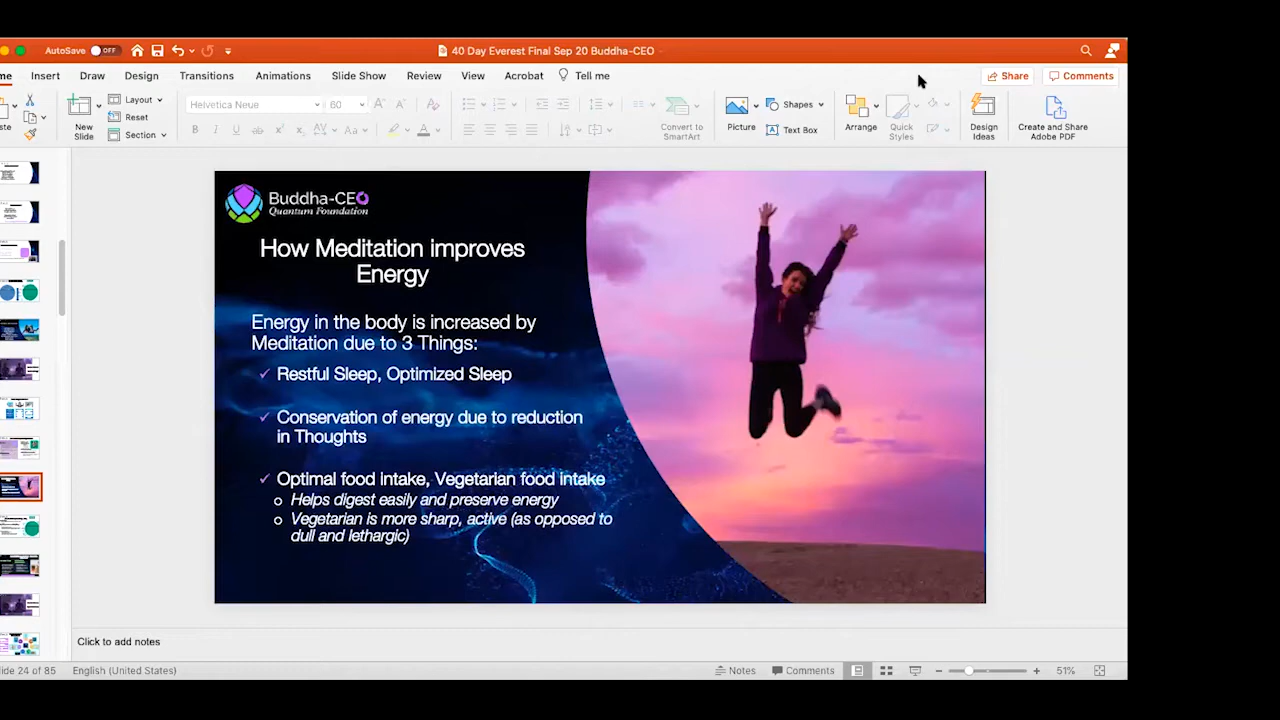 AutoSave OFF
40 Day Everest Final Sep 20 Buddha-CEO
me Insert Draw Design Transitions Animations Slide Show Review View Acrobat Tell me Share Comments
Layout
Helvetica Neue 60
Shapes
Reset
Section
Text Box
ste
New
Slide
Convert to
SmartArt
Picture
Arrange
Quick
Styles
Design
Ideas
Create and Share
Adobe PDF
Buddha-CEO
Quantum Foundation
How Meditation improves
Energy
Energy in the body is increased by
Meditation due to 3 Things:
✓ Restful Sleep, Optimized Sleep
✓ Conservation of energy due to reduction
in Thoughts
✓ Optimal food Intake, Vegetarian food intake
o Helps digest easily and preserve energy
o Vegetarian is more sharp, active (as opposed to
dull and lethargic)
Click to add notes
lide 24 of 85 English (United States) Notes Comments 51%